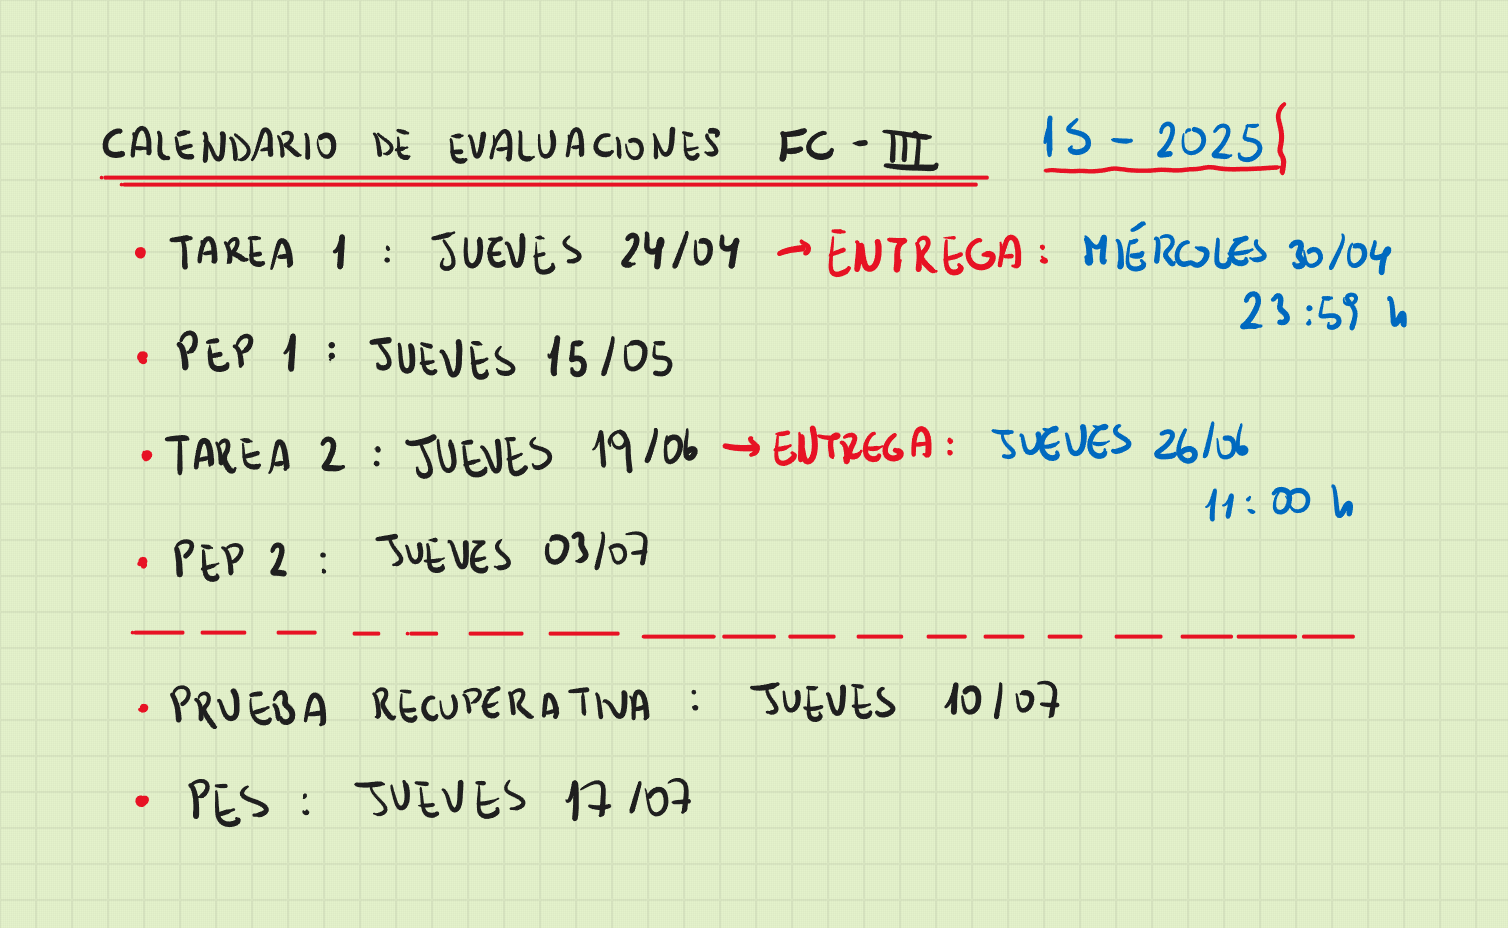 CALENDARIO DE EVALUACIONES FC - III 1S - 2025
• TAREA 1 : JUEVES 24/04 → ENTREGA : MIÉRCOLES 30/04
23:59 h
• PEP 1 : JUEVES 15/05
• TAREA 2 : JUEVES 19/06 → ENTREGA : JUEVES 26/06
11:00 h
• PEP 2 : JUEVES 03/07
• PRUEBA RECUPERATIVA : JUEVES 10/07
• PES : JUEVES 17/07